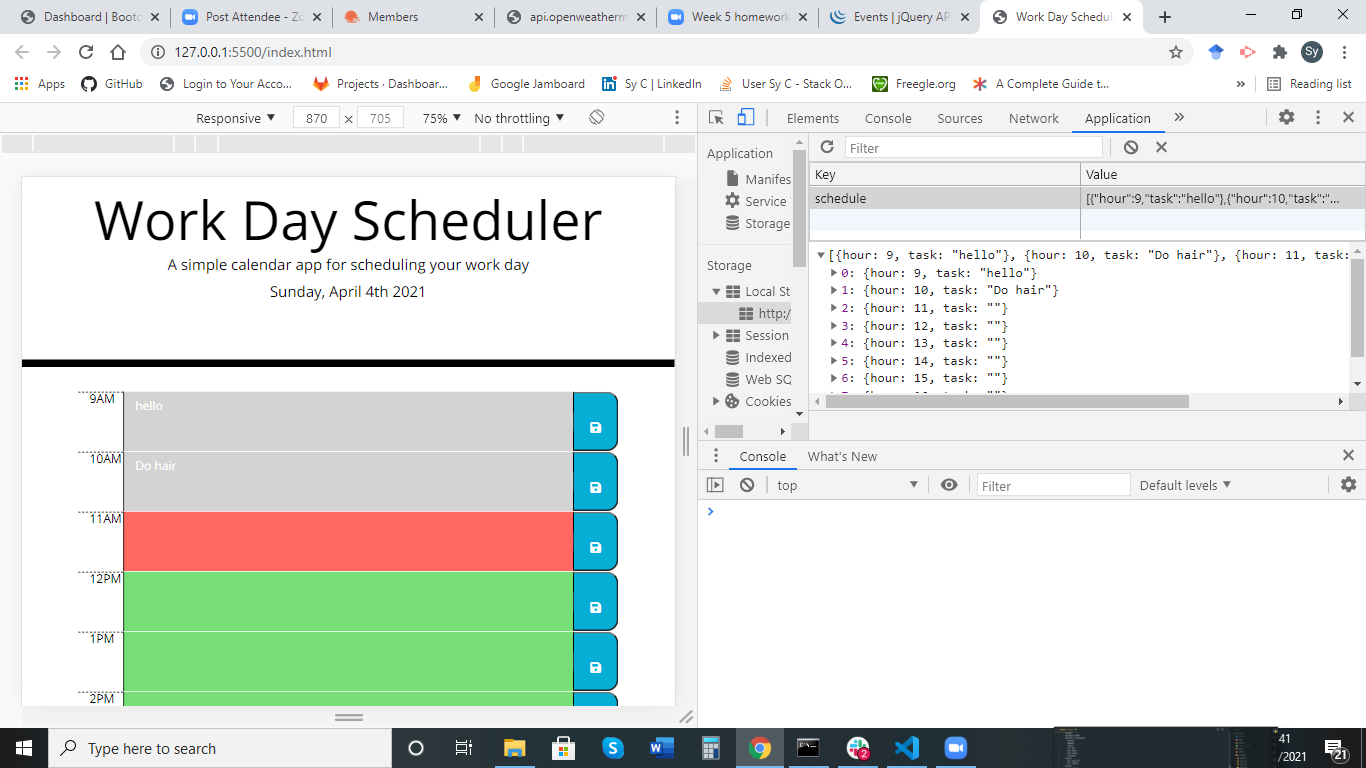 Dashboard | Bootc
Post Attendee - Zo
Members
api.openweatherm
Week 5 homework
Events | jQuery AP
Work Day Schedul
127.0.0.1:5500/index.html
Sy
Apps
GitHub
Login to Your Acco...
Projects · Dashboar...
Google Jamboard
Sy C | LinkedIn
User Sy C - Stack O...
Freegle.org
A Complete Guide t...
»
Reading list
Responsive ▼ 870 × 705 75% ▼ No throttling ▼
Elements Console Sources Network Application »
Application
Manifes
Service
Storage
Storage
Local St
http:/
Session
Indexed
Web SQ
Cookies
Filter
Key Value
schedule [{"hour":9,"task":"hello"},{"hour":10,"task":"...
[{hour: 9, task: "hello"}, {hour: 10, task: "Do hair"}, {hour: 11, task:
0: {hour: 9, task: "hello"}
1: {hour: 10, task: "Do hair"}
2: {hour: 11, task: ""}
3: {hour: 12, task: ""}
4: {hour: 13, task: ""}
5: {hour: 14, task: ""}
6: {hour: 15, task: ""}
Console What's New
top Filter Default levels ▼
Work Day Scheduler
A simple calendar app for scheduling your work day
Sunday, April 4th 2021
9AM hello
10AM Do hair
11AM
12PM
1PM
2PM
Type here to search
2
41
/2021
21